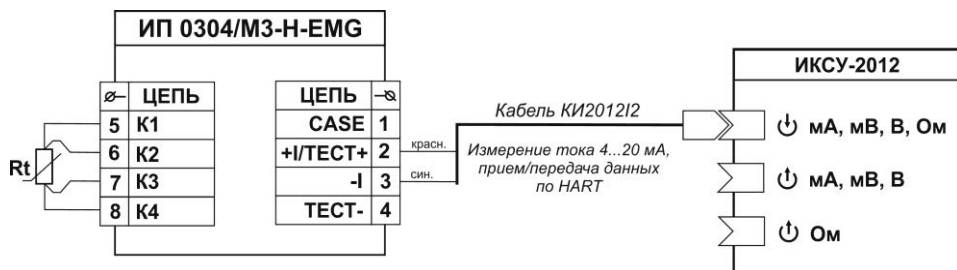 ИП 0304/М3-Н-EMG
ИКСУ-2012
ЦЕПЬ
ЦЕПЬ
5 К1
CASE 1
6 К2
+I/ТЕСТ+ 2
7 К3
-I 3
8 К4
ТЕСТ- 4
Rt
красн.
син.
Кабель КИ2012I2
Измерение тока 4...20 мА,
прием/передача данных
по HART
мА, мВ, В, Ом
мА, мВ, В
Ом